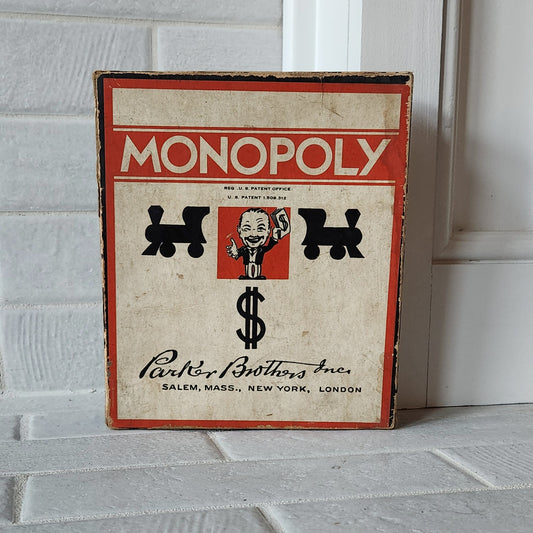 MONOPOLY
REG. U. S. PATENT OFFICE.
U. S. PATENT 1,509,312
$
$
Parker Brothers Inc.
SALEM, MASS., NEW YORK, LONDON